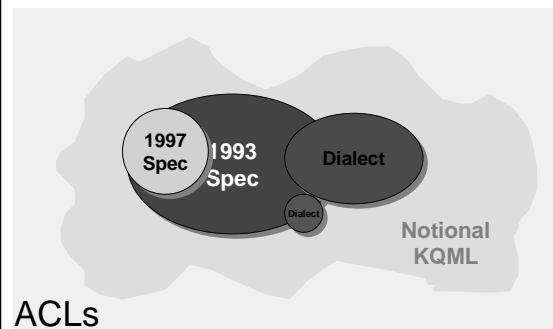 1997
Spec
1993
Spec
Dialect
Dialect
Notional
KQML
ACLs